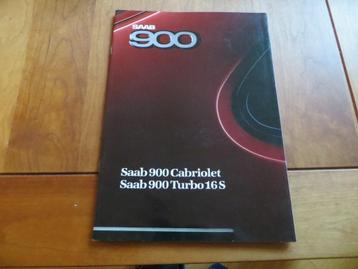 SAAB
900
Saab 900 Cabriolet
Saab 900 Turbo 16 S